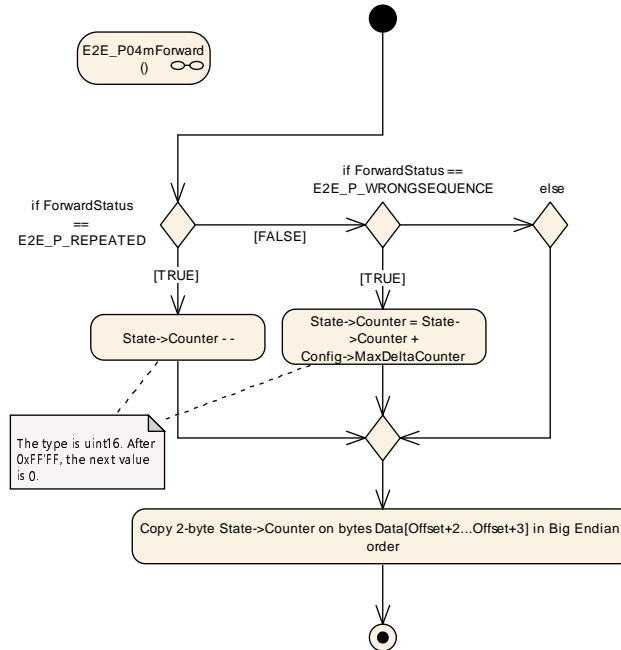 E2E_P04mForward
()
if ForwardStatus ==
E2E_P_WRONGSEQUENCE
else
if ForwardStatus
==
E2E_P_REPEATED
[FALSE]
[TRUE]
[TRUE]
State->Counter - -
State->Counter = State-
>Counter +
Config->MaxDeltaCounter
The type is uint16. After
0xFF'FF, the next value
is 0.
Copy 2-byte State->Counter on bytes Data[Offset+2...Offset+3] in Big Endian
order